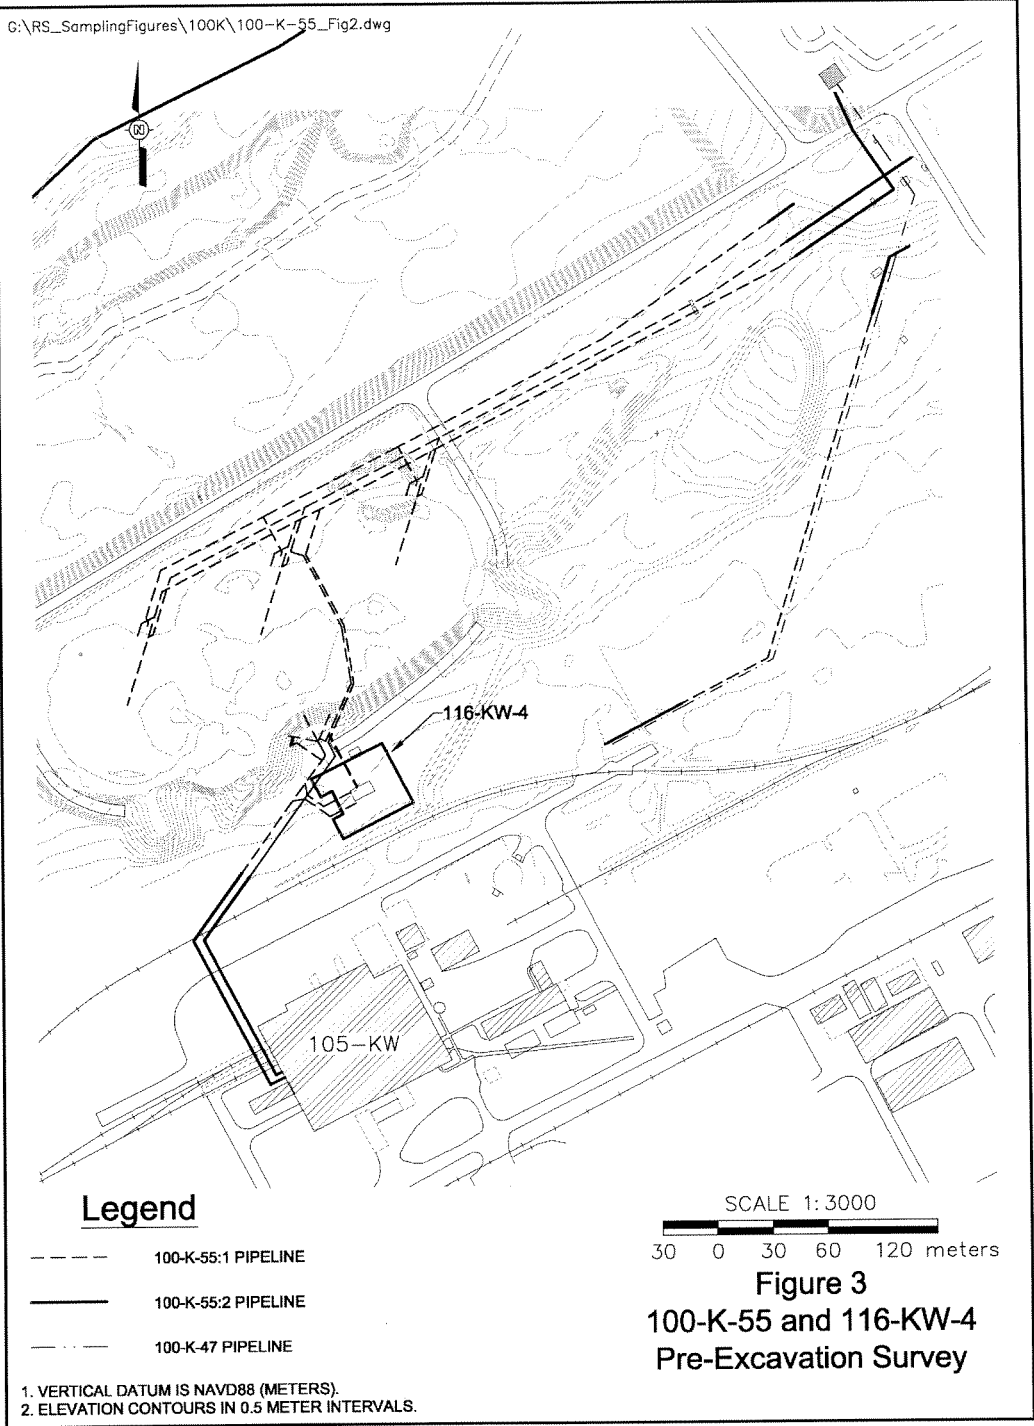 G:\RS_SamplingFigures\100K\100-K-55_Fig2.dwg
N
116-KW-4
105-KW
Legend
100-K-55:1 PIPELINE
100-K-55:2 PIPELINE
100-K-47 PIPELINE
1. VERTICAL DATUM IS NAVD88 (METERS).
2. ELEVATION CONTOURS IN 0.5 METER INTERVALS.
SCALE 1:3000
30 0 30 60 120 meters
Figure 3
100-K-55 and 116-KW-4
Pre-Excavation Survey